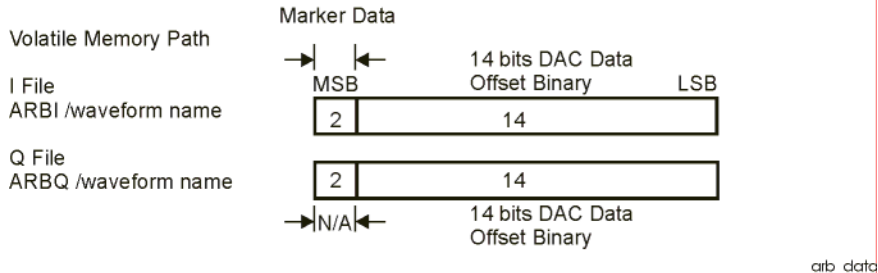 Marker Data
Volatile Memory Path
14 bits DAC Data
I File
MSB
Offset Binary
LSB
ARBI /waveform name
2
14
Q File
ARBQ /waveform name
2
14
N/A
14 bits DAC Data
Offset Binary
arb data